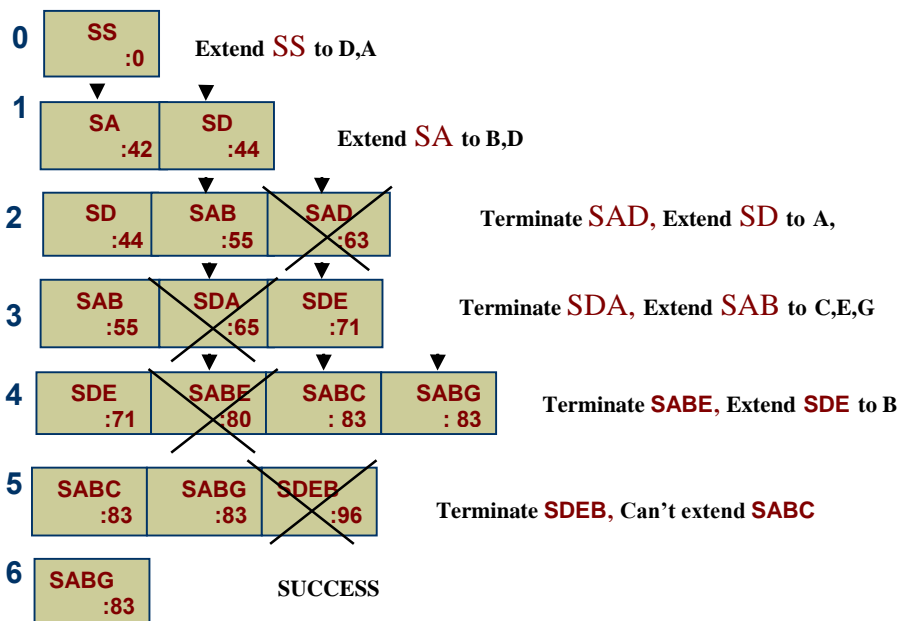 0
SS
:0
Extend SS to D,A
1
SA
:42
SD
:44
Extend SA to B,D
2
SD
:44
SAB
:55
SAD
:63
Terminate SAD, Extend SD to A,
3
SAB
:55
SDA
:65
SDE
:71
Terminate SDA, Extend SAB to C,E,G
4
SDE
:71
SABE
:80
SABC
: 83
SABG
: 83
Terminate SABE, Extend SDE to B
5
SABC
:83
SABG
:83
SDEB
:96
Terminate SDEB, Can't extend SABC
6
SABG
:83
SUCCESS